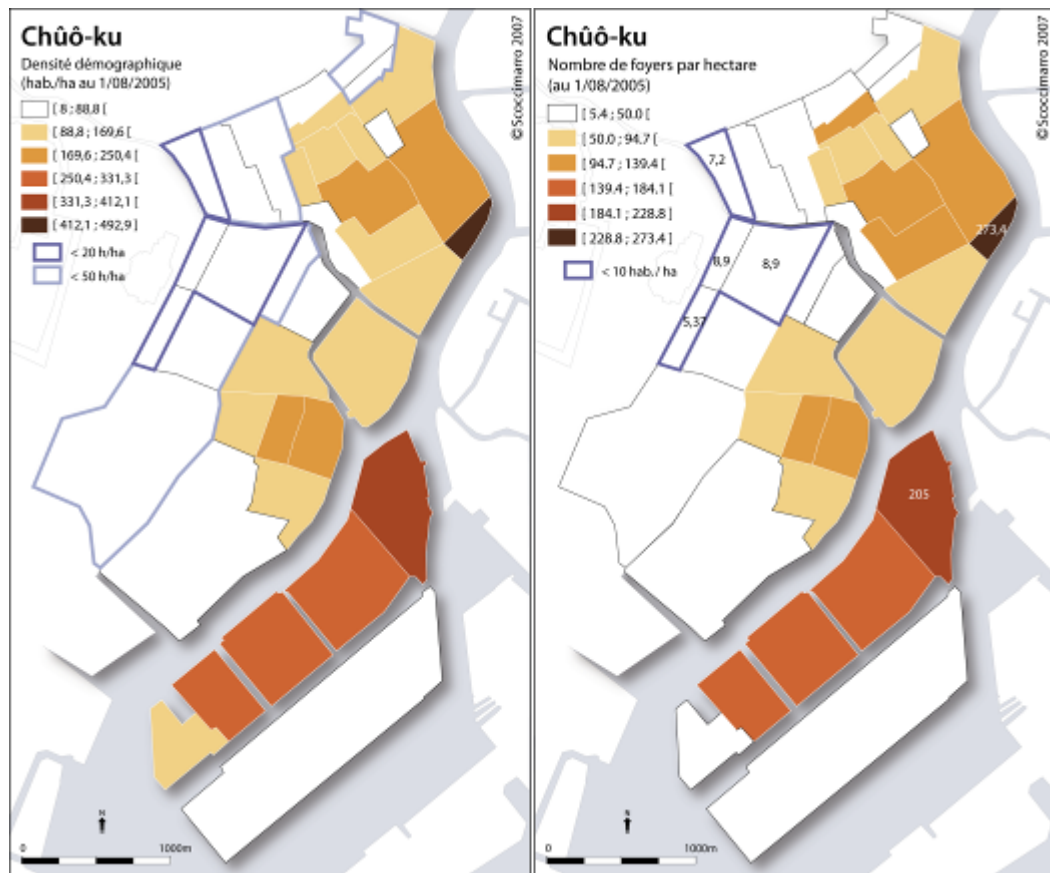 Chûô-ku
Densité démographique
(hab./ha au 1/08/2005)
[ 8 ; 88,8 [
[ 88,8 ; 169,6 [
[ 169,6 ; 250,4 [
[ 250,4 ; 331,3 [
[ 331,3 ; 412,1 [
[ 412,1 ; 492,9 [
< 20 h/ha
< 50 h/ha
© Scoccimarro 2007
N
0 1000m
Chûô-ku
Nombre de foyers par hectare
(au 1/08/2005)
[ 5.4 ; 50.0 [
[ 50.0 ; 94.7 [
[ 94.7 ; 139.4 [
[ 139.4 ; 184.1 [
[ 184.1 ; 228.8 [
[ 228.8 ; 273.4 [
< 10 hab./ ha
© Scoccimarro 2007
7,2
273.4
8,9
8,9
5,37
205
N
0 1000m